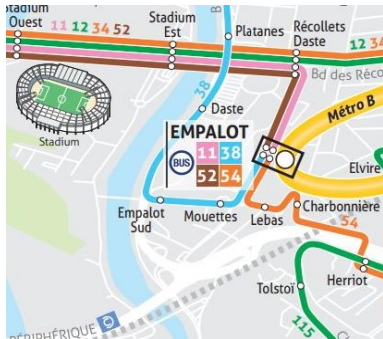 Stadium
Ouest
11 12 34 52
Stadium
Est
Platanes
Récollets
Daste
12 34
Bd des Réco
38
Daste
Métro B
Stadium
EMPALOT
BUS
11 38
52 54
Elvire
Empalot
Sud
Mouettes
Lebas
Charbonnière
54
Tolstoï
Herriot
115
PÉRIPHÉRIQUE